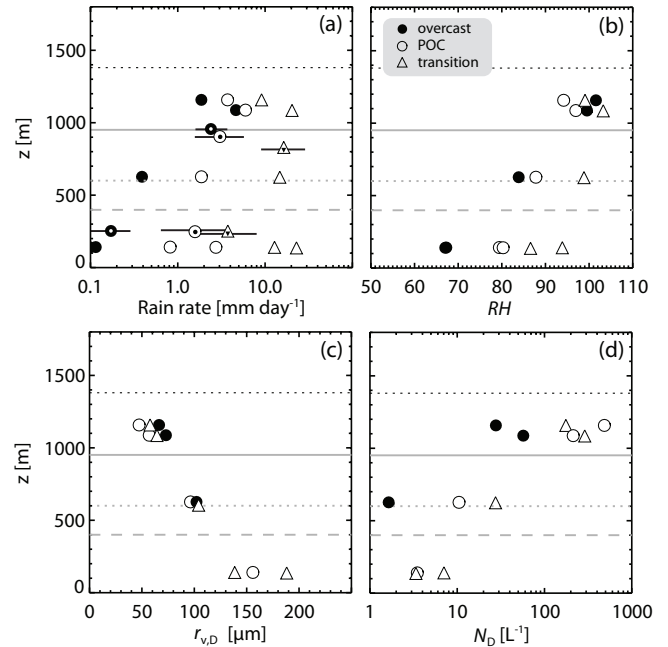 (a)
(b)
overcast
POC
transition
z [m]
1500
1000
500
0
0.1
1.0
10.0
Rain rate [mm day⁻¹]
50
60
70
80
90
100
110
RH
(c)
(d)
z [m]
1500
1000
500
0
0
50
100
150
200
r_v,D [µm]
1
10
100
1000
N_D [L⁻¹]